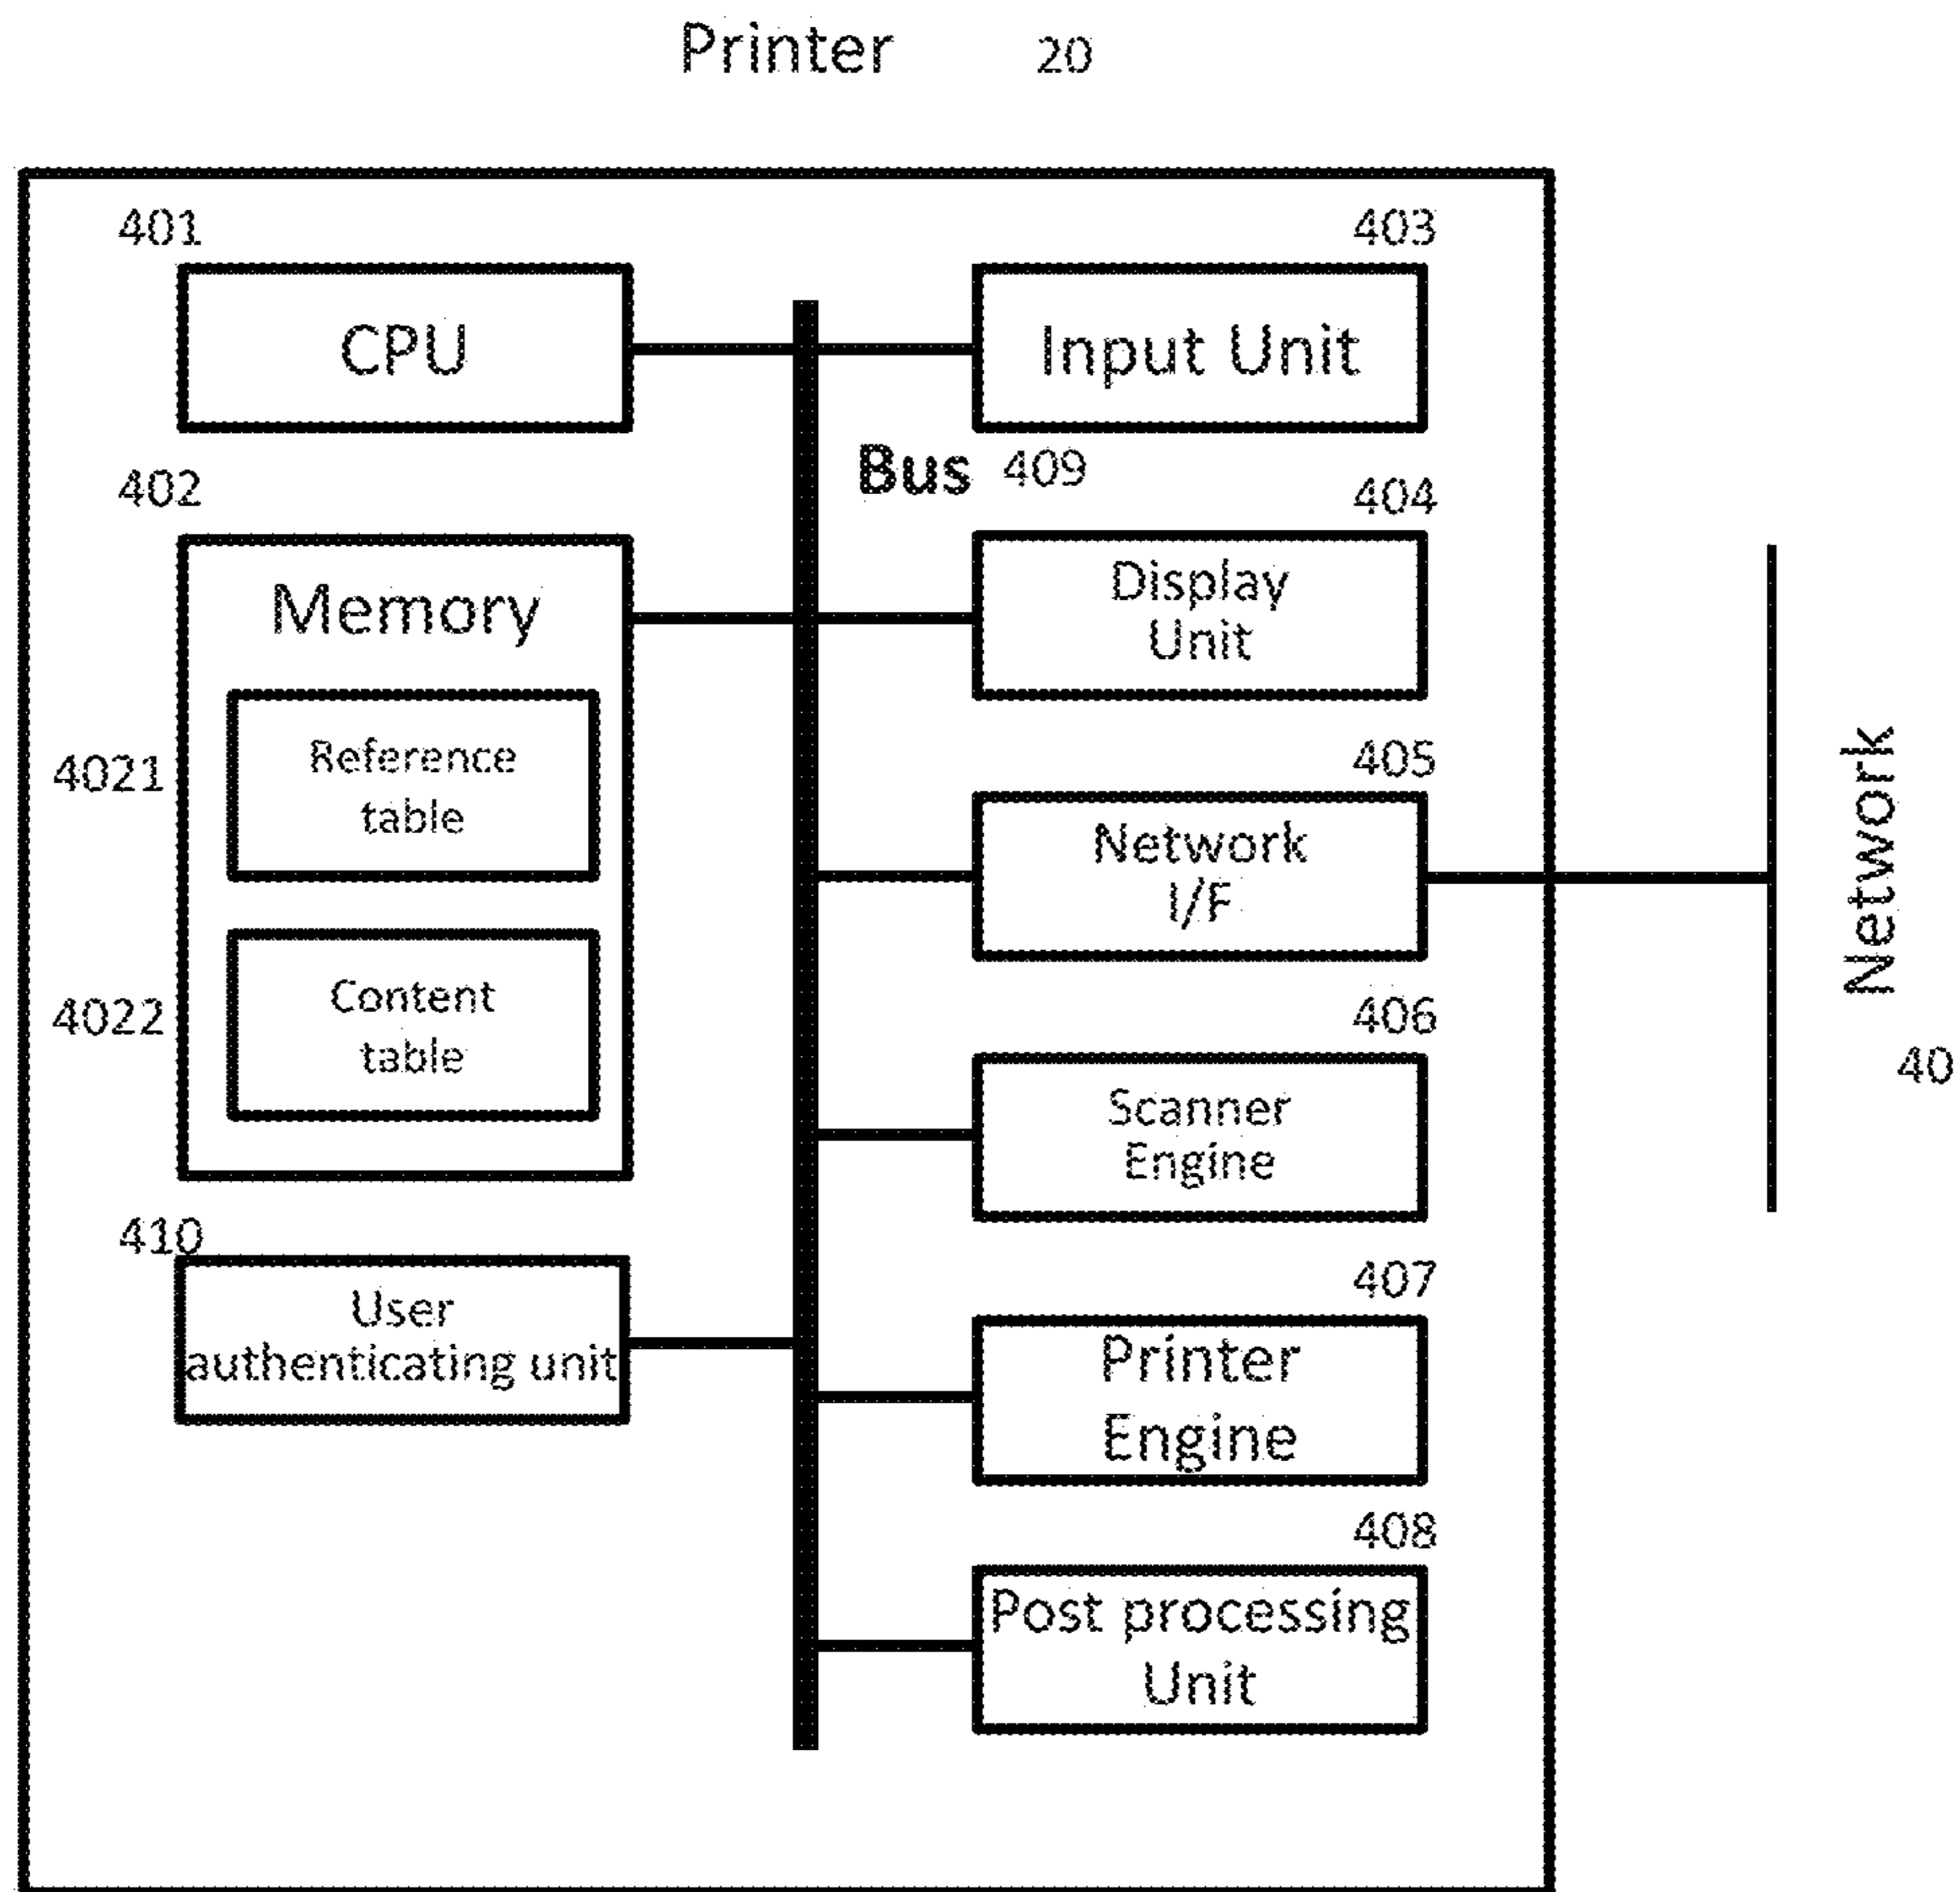 Printer 20
401
CPU
403
Input Unit
Bus 409
402
Memory
4021
Reference
table
4022
Content
table
410
User
authenticating unit
404
Display
Unit
405
Network
I/F
406
Scanner
Engine
407
Printer
Engine
408
Post processing
Unit
Network
40